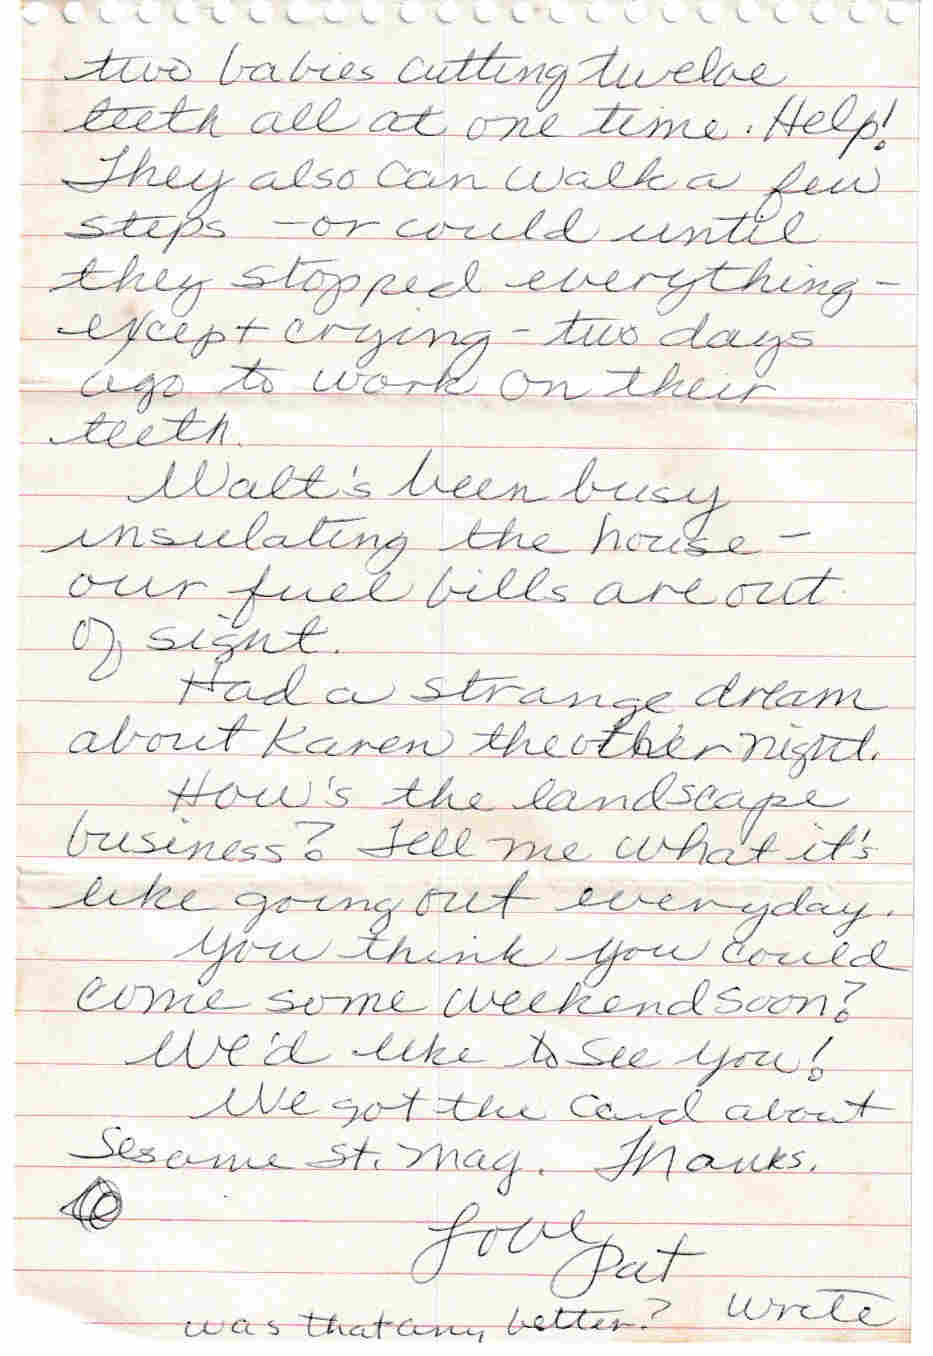 two babies cutting twelve
teeth all at one time. Help!
They also can walk a few
steps - or could until
they stopped everything -
except crying - two days
ago to work on their
teeth.
Walt's been busy
insulating the house -
our fuel bills are out
of sight.
Had a strange dream
about Karen the other night.
How's the landscape
business? Tell me what it's
like going out everyday.
You think you could
come some weekend soon?
We'd like to see you!
We got the card about
Sesame St. Mag. Thanks.
Love
Pat
Write
was that any better?